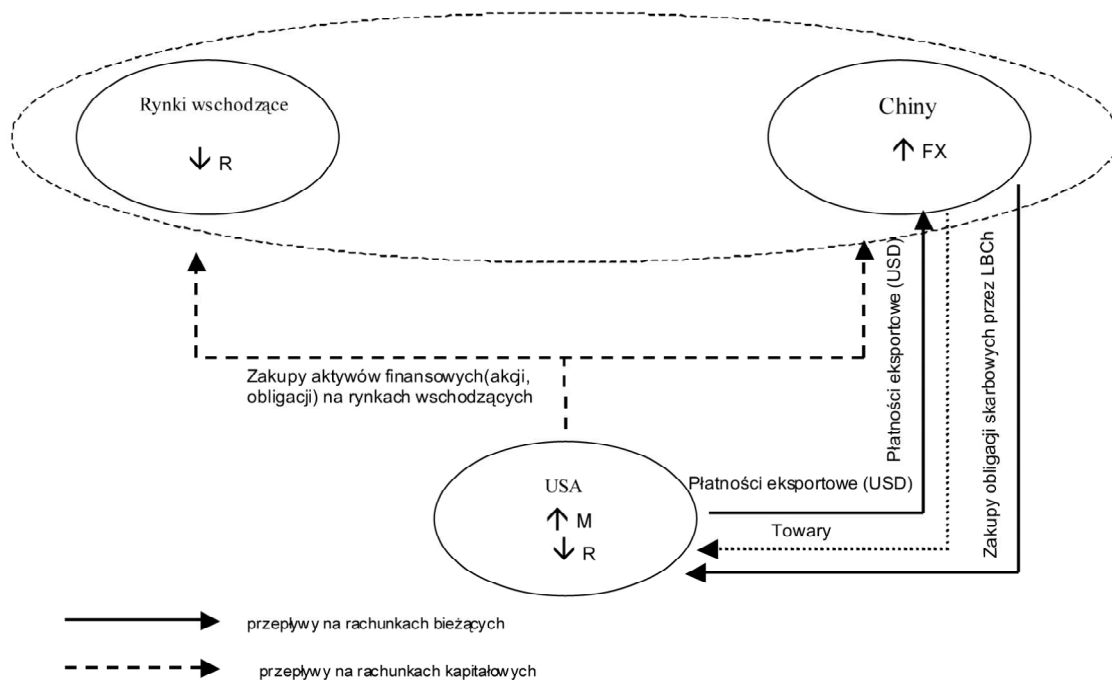 Rynki wschodzące
↓ R
Chiny
↑ FX
Płatności eksportowe (USD)
Zakupy obligacji skarbowych przez LBCh
Zakupy aktywów finansowych(akcji,
obligacji) na rynkach wschodzących
USA
↑ M
↓ R
Płatności eksportowe (USD)
Towary
przepływy na rachunkach bieżących
przepływy na rachunkach kapitałowych